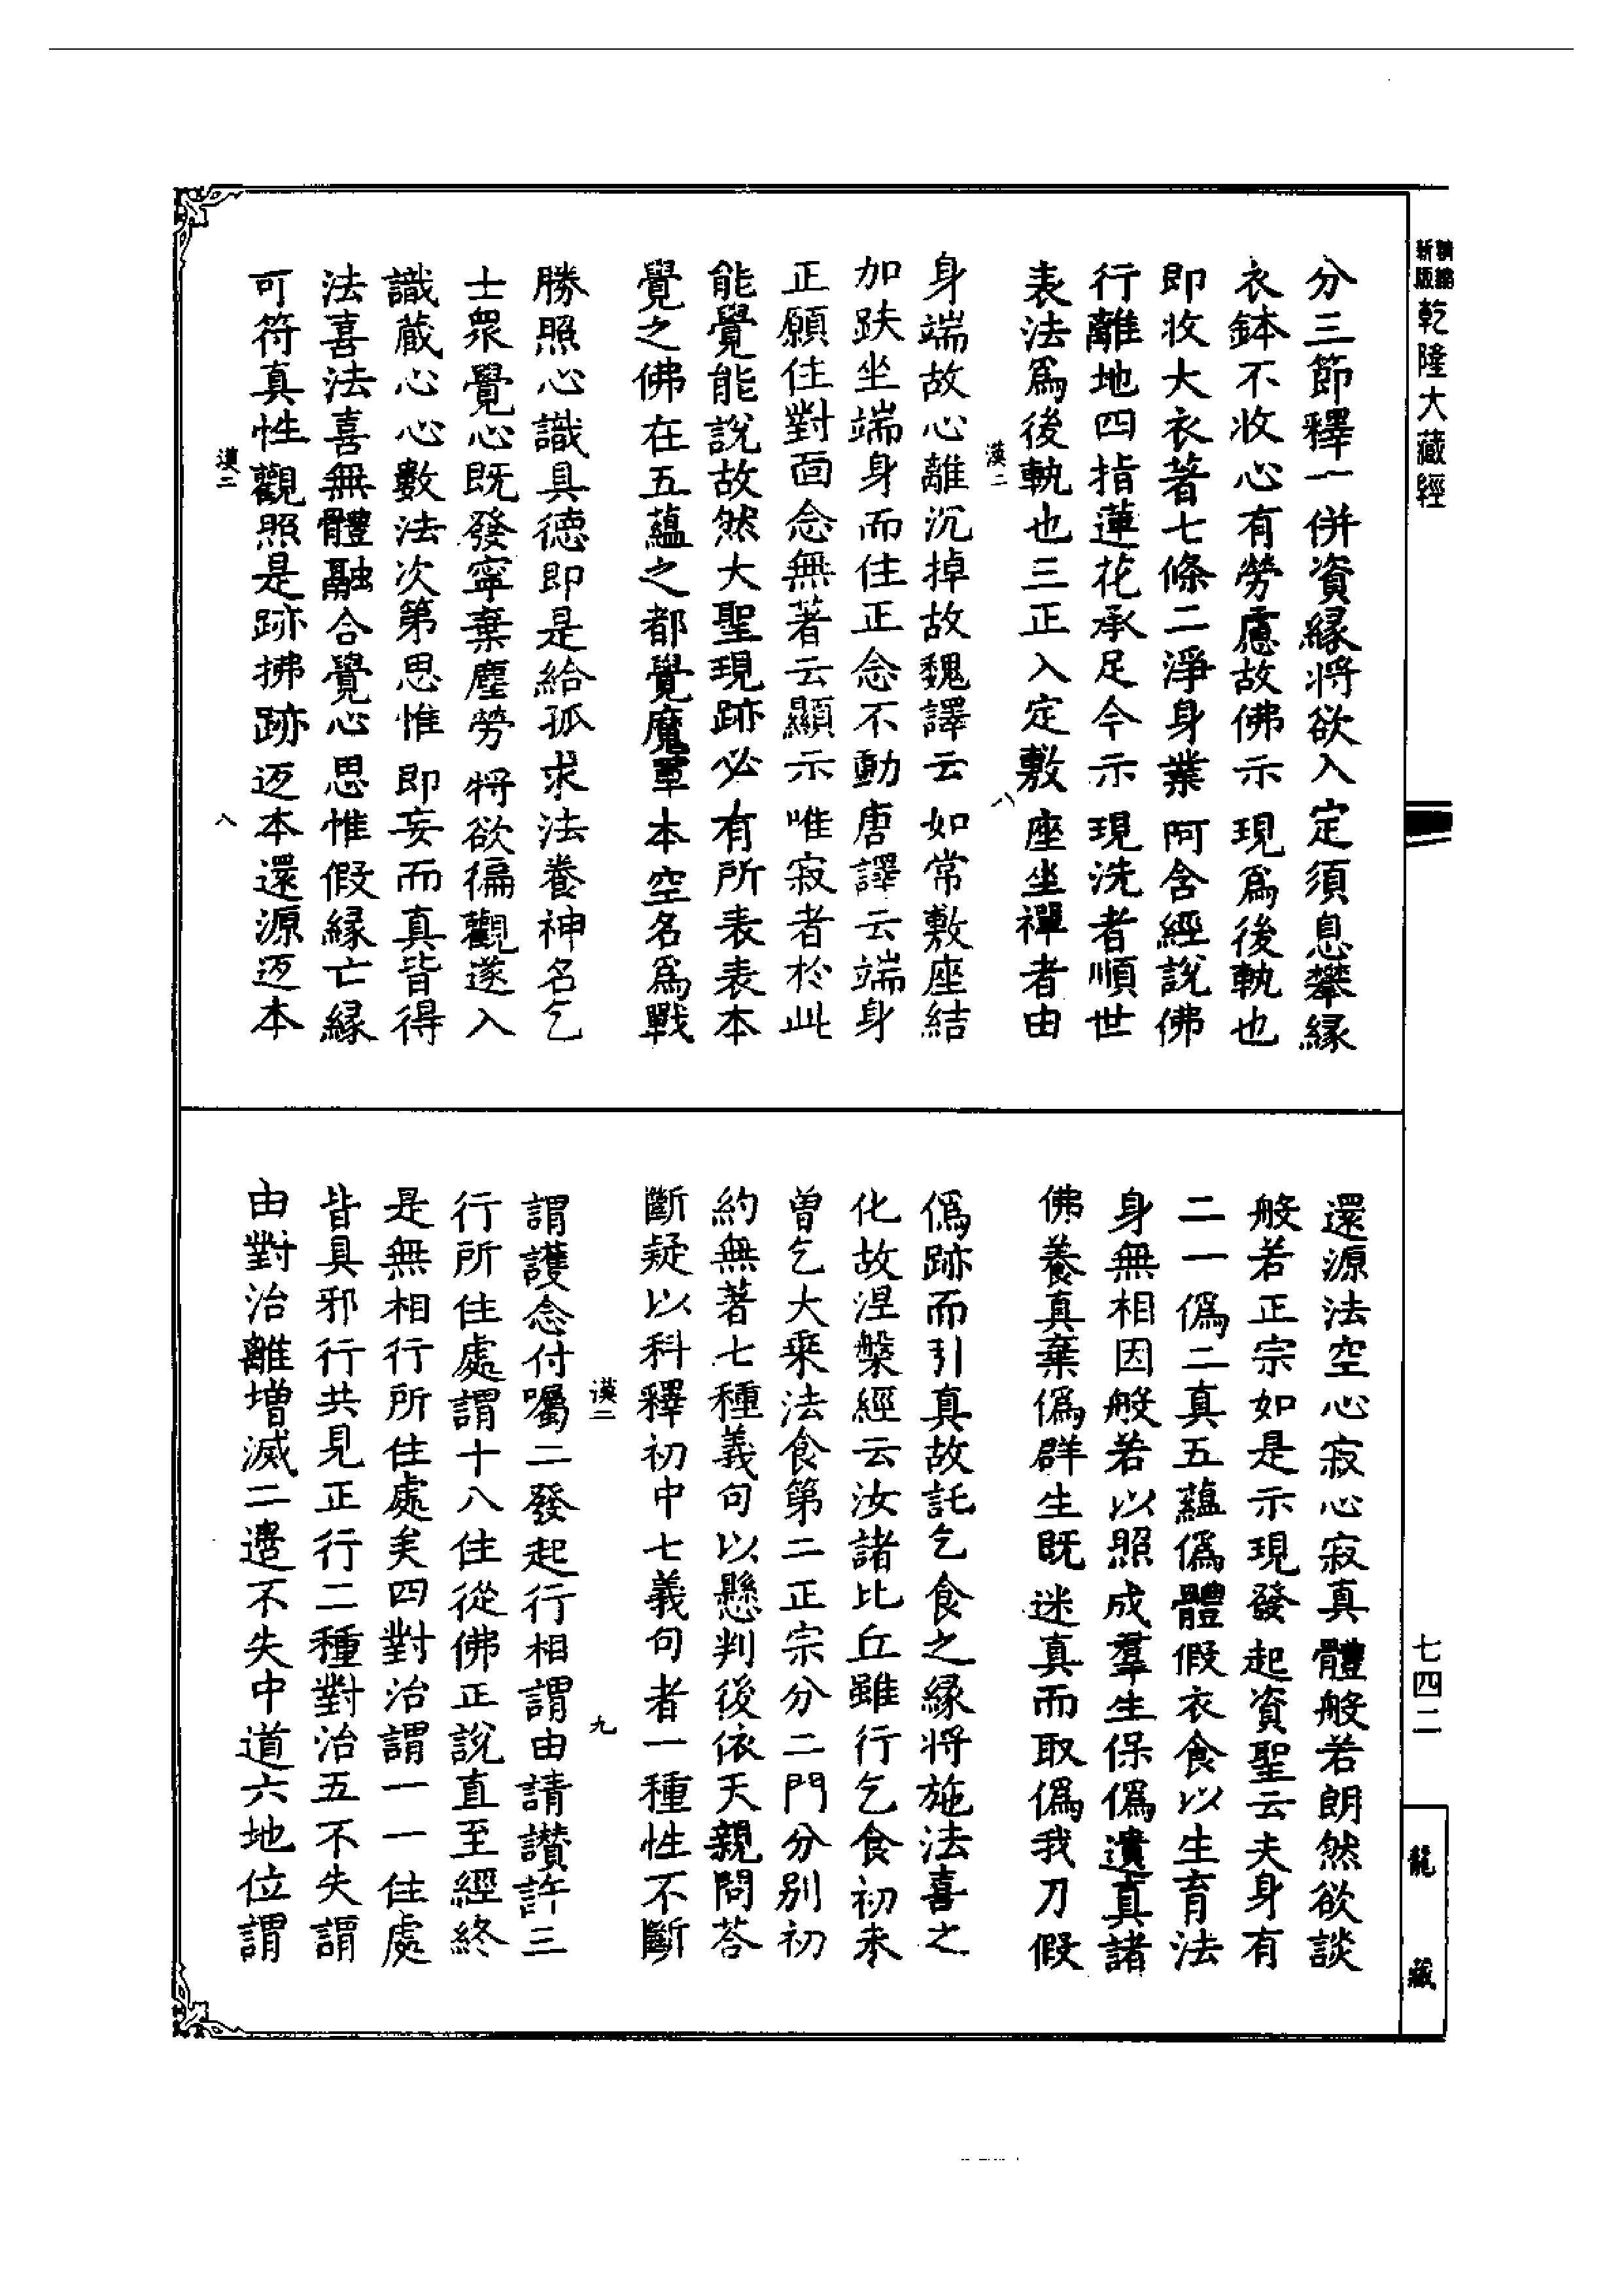 新編
新版
乾隆大藏經
分三節釋一併資緣將欲入定須息攀緣
衣鉢不收心有勞慮故佛示現為後軌也
即收大衣著七條二淨身業阿含經說佛
行離地四指蓮花承足今示現洗者順世
表法為後軌也三正入定敷座坐禪者由
漢二
八
身端故心離沉掉故魏譯云如常敷座結
加趺坐端身而住正念不動唐譯云端身
正願住對面念無著云顯示唯寂者於此
能覺能說故然大聖現跡必有所表表本
覺之佛在五蘊之都覺魔軍本空名為戰
勝照心識具德即是給孤求法養神名乞
士眾覺心既發寧棄塵勞將欲徧觀遂入
識藏心心數法次第思惟即妄而真皆得
法喜法喜無體融合覺心思惟假緣亡緣
可符真性觀照是跡拂跡返本還源返本
漢二
八
還源法空心寂心寂真體般若朗然欲談
般若正宗如是示現發起資聖云夫身有
二一偽二真五蘊偽體假衣食以生育法
身無相因般若以照成羣生保偽遺真諸
佛養真棄偽群生既迷真而取偽我乃假
偽跡而引真故託乞食之緣將施法喜之
化故涅槃經云汝諸比丘雖行乞食初未
曾乞大乘法食第二正宗分二門分別初
約無著七種義句以懸判後依天親問荅
斷疑以科釋初中七義句者一種性不斷
漢二
九
謂護念付囑二發起行相謂由請讚許三
行所住處謂十八住從佛正說直至經終
是無相行所住處矣四對治謂一一住處
皆具邪行共見正行二種對治五不失謂
由對治離增減二邊不失中道六地位謂
七四二
龍藏